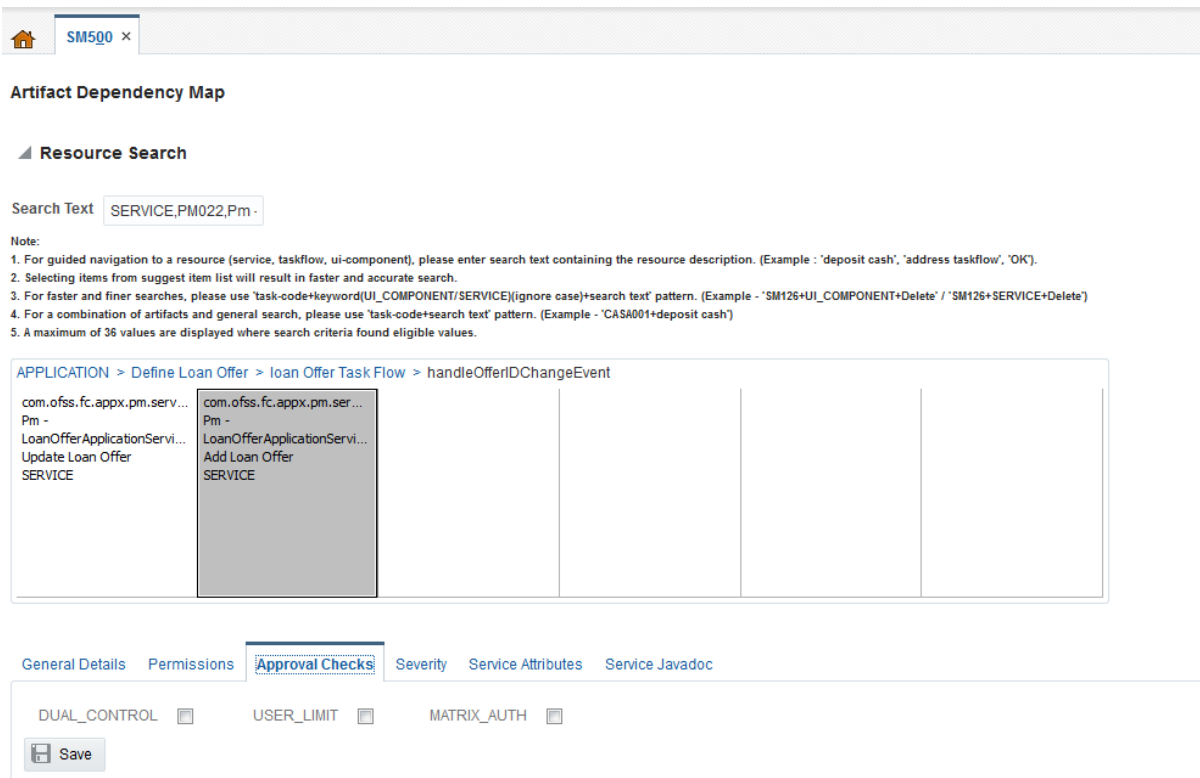 SM500 ×
Artifact Dependency Map
Resource Search
Search Text SERVICE,PM022,Pm -
Note:
1. For guided navigation to a resource (service, taskflow, ui-component), please enter search text containing the resource description. (Example : 'deposit cash', 'address taskflow', 'OK').
2. Selecting items from suggest item list will result in faster and accurate search.
3. For faster and finer searches, please use 'task-code+keyword(UI_COMPONENT/SERVICE)(ignore case)+search text' pattern. (Example - 'SM126+UI_COMPONENT+Delete' / 'SM126+SERVICE+Delete')
4. For a combination of artifacts and general search, please use 'task-code+search text' pattern. (Example - 'CASA001+deposit cash')
5. A maximum of 36 values are displayed where search criteria found eligible values.
APPLICATION > Define Loan Offer > loan Offer Task Flow > handleOfferIDChangeEvent
com.ofss.fc.appx.pm.serv... com.ofss.fc.appx.pm.ser...
Pm - Pm -
LoanOfferApplicationServi... LoanOfferApplicationServi...
Update Loan Offer Add Loan Offer
SERVICE SERVICE
General Details Permissions Approval Checks Severity Service Attributes Service Javadoc
DUAL_CONTROL USER_LIMIT MATRIX_AUTH
Save